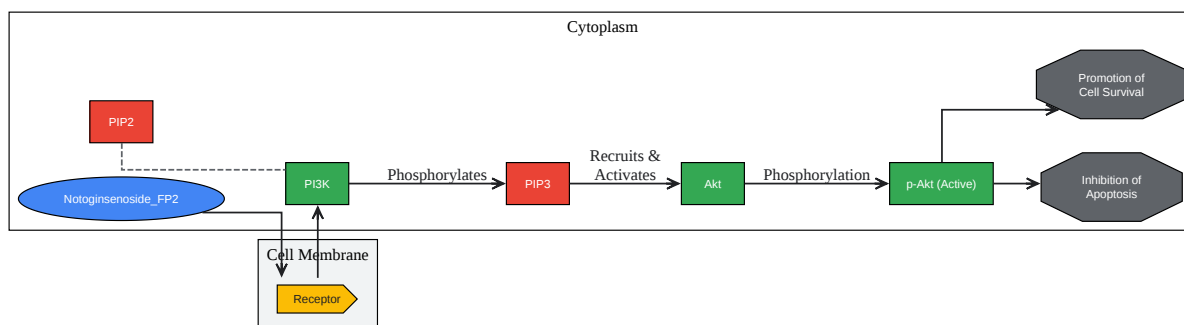 Cytoplasm
Promotion of
Cell Survival
PIP2
Recruits &
Activates
PI3K
Phosphorylates
PIP3
Akt
Phosphorylation
p-Akt (Active)
Inhibition of
Apoptosis
Notoginsenoside_FP2
Cell Membrane
Receptor